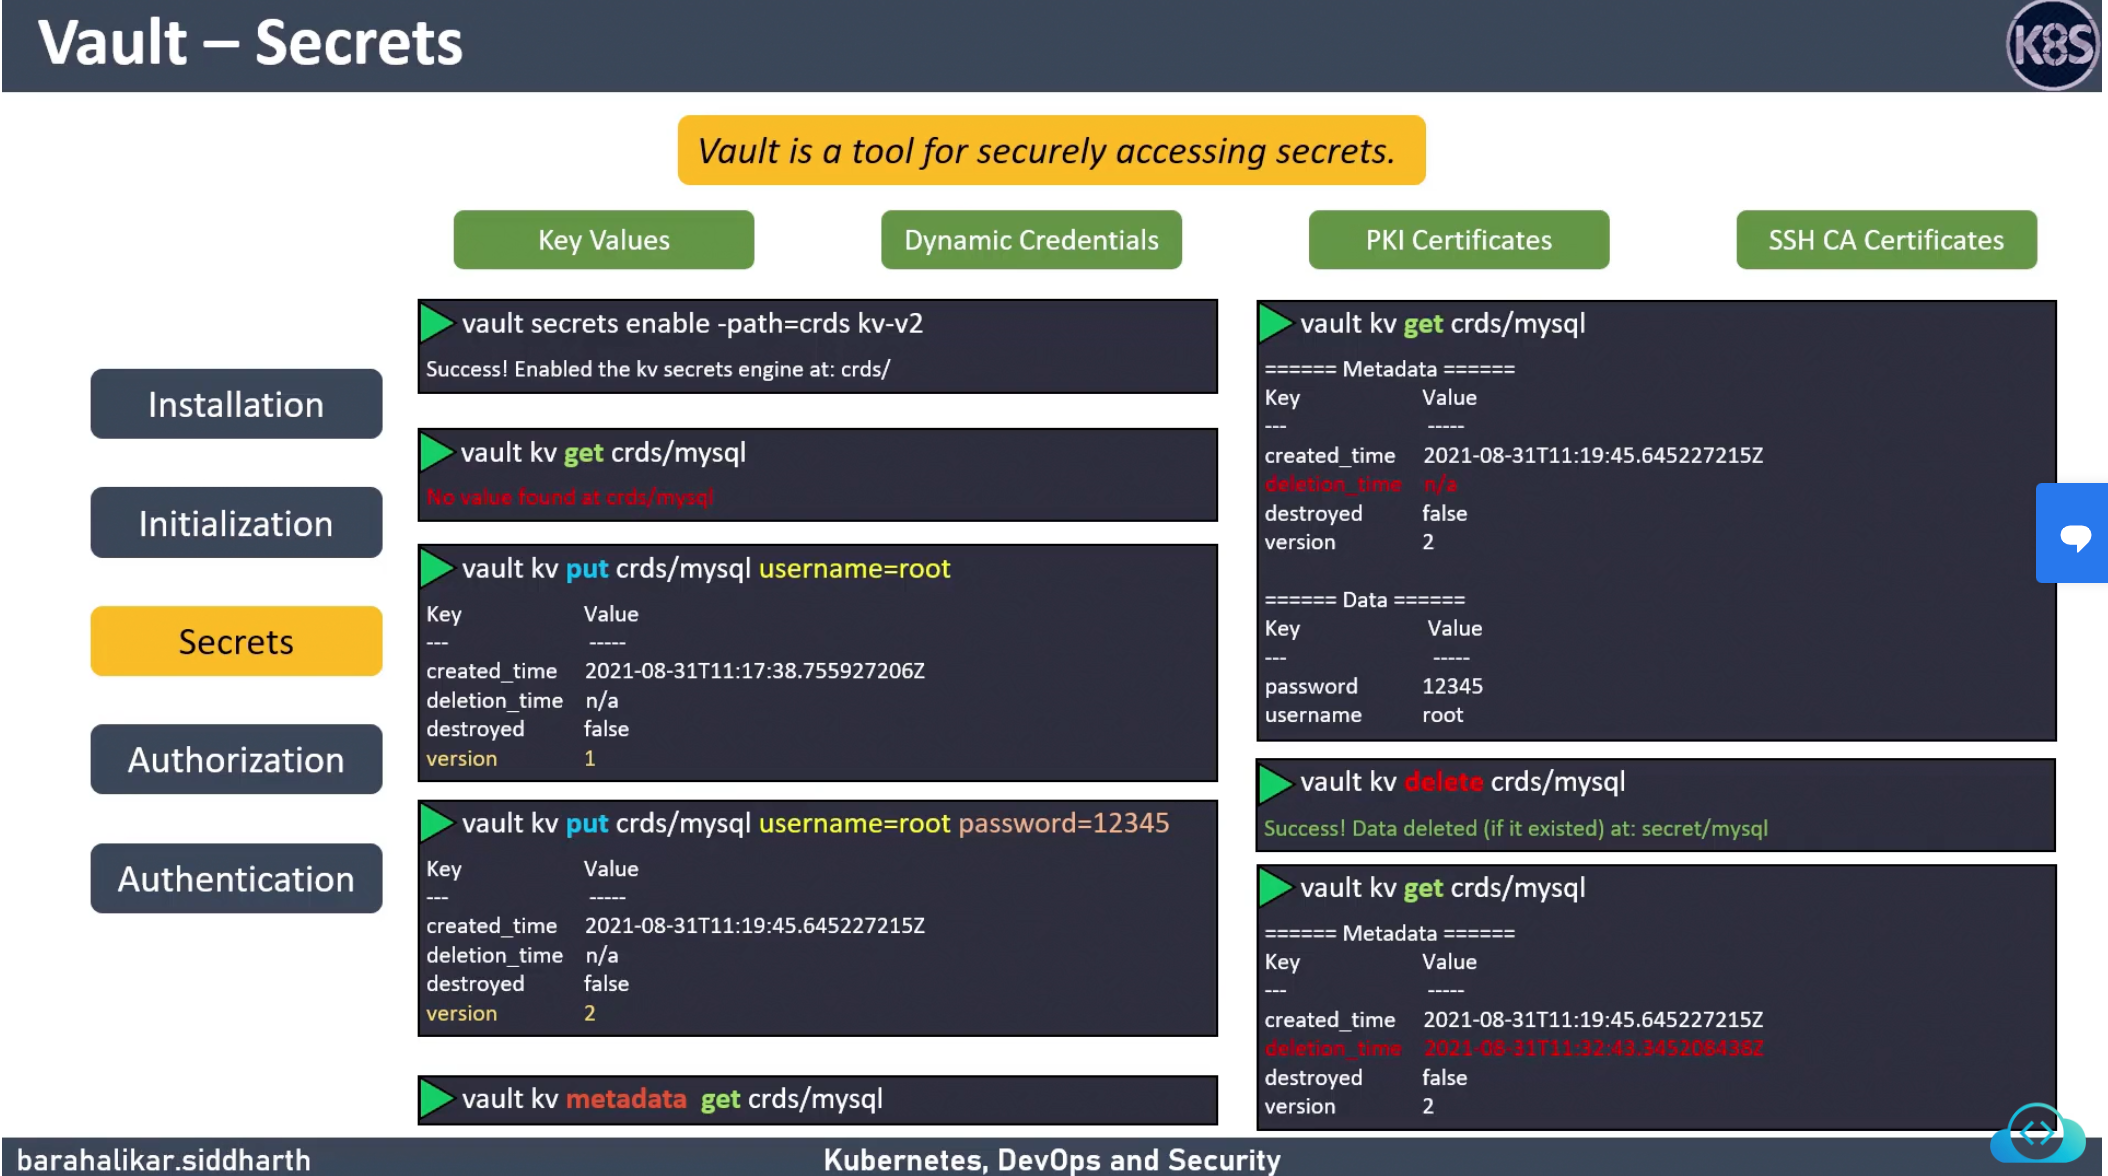 Vault – Secrets
K8S
Vault is a tool for securely accessing secrets.
Key Values
Dynamic Credentials
PKI Certificates
SSH CA Certificates
Installation
Initialization
Secrets
Authorization
Authentication
vault secrets enable -path=crds kv-v2
Success! Enabled the kv secrets engine at: crds/
vault kv get crds/mysql
No value found at crds/mysql
vault kv put crds/mysql username=root
Key Value
--- -----
created_time 2021-08-31T11:17:38.755927206Z
deletion_time n/a
destroyed false
version 1
vault kv put crds/mysql username=root password=12345
Key Value
--- -----
created_time 2021-08-31T11:19:45.645227215Z
deletion_time n/a
destroyed false
version 2
vault kv metadata get crds/mysql
vault kv get crds/mysql
====== Metadata ======
Key Value
--- -----
created_time 2021-08-31T11:19:45.645227215Z
deletion_time n/a
destroyed false
version 2
====== Data ======
Key Value
--- -----
password 12345
username root
vault kv delete crds/mysql
Success! Data deleted (if it existed) at: secret/mysql
vault kv get crds/mysql
====== Metadata ======
Key Value
--- -----
created_time 2021-08-31T11:19:45.645227215Z
deletion_time 2021-08-31T11:32:43.345208438Z
destroyed false
version 2
barahalikar.siddharth
Kubernetes, DevOps and Security